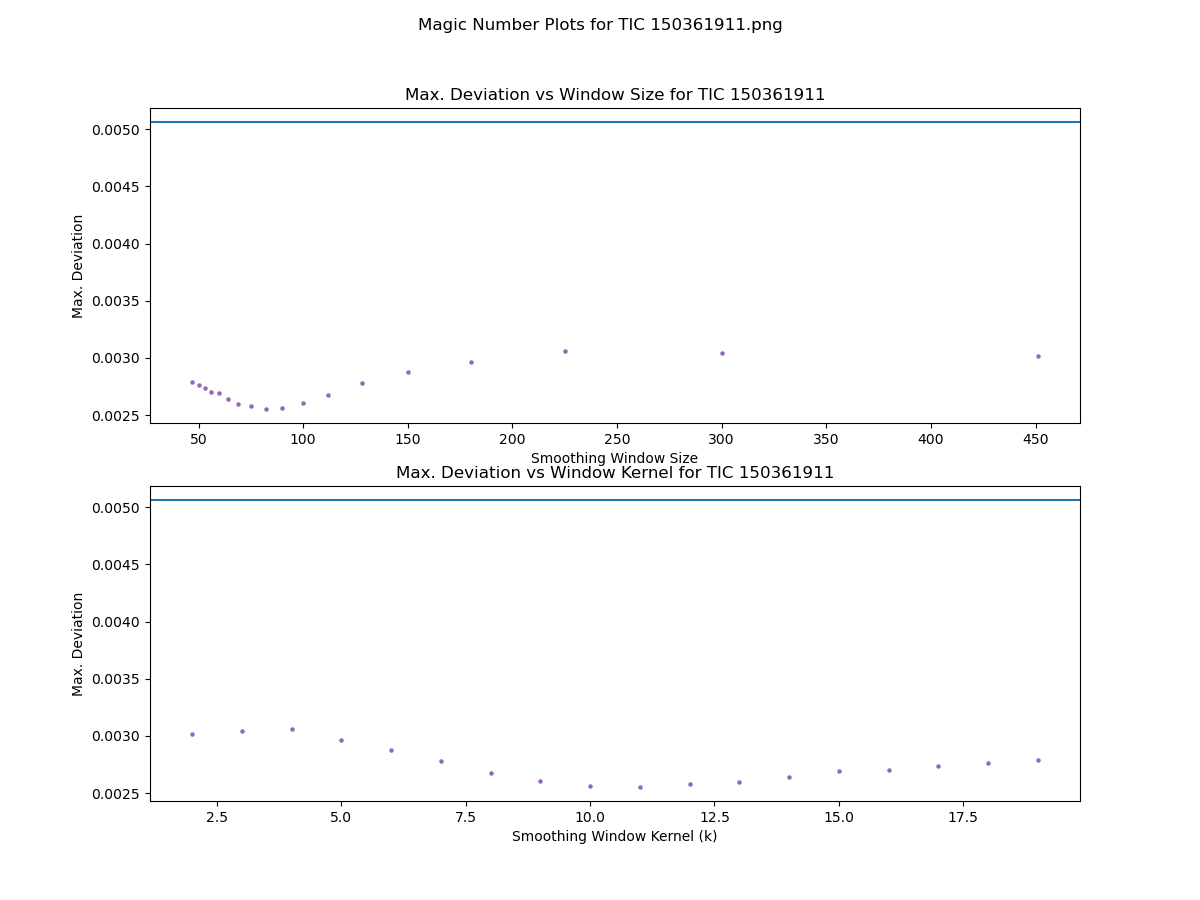 Magic Number Plots for TIC 150361911.png
Max. Deviation vs Window Size for TIC 150361911
0.0050
0.0045
0.0040
0.0035
0.0030
0.0025
Max. Deviation
50 100 150 200 250 300 350 400 450
Smoothing Window Size
Max. Deviation vs Window Kernel for TIC 150361911
0.0050
0.0045
0.0040
0.0035
0.0030
0.0025
Max. Deviation
2.5 5.0 7.5 10.0 12.5 15.0 17.5
Smoothing Window Kernel (k)